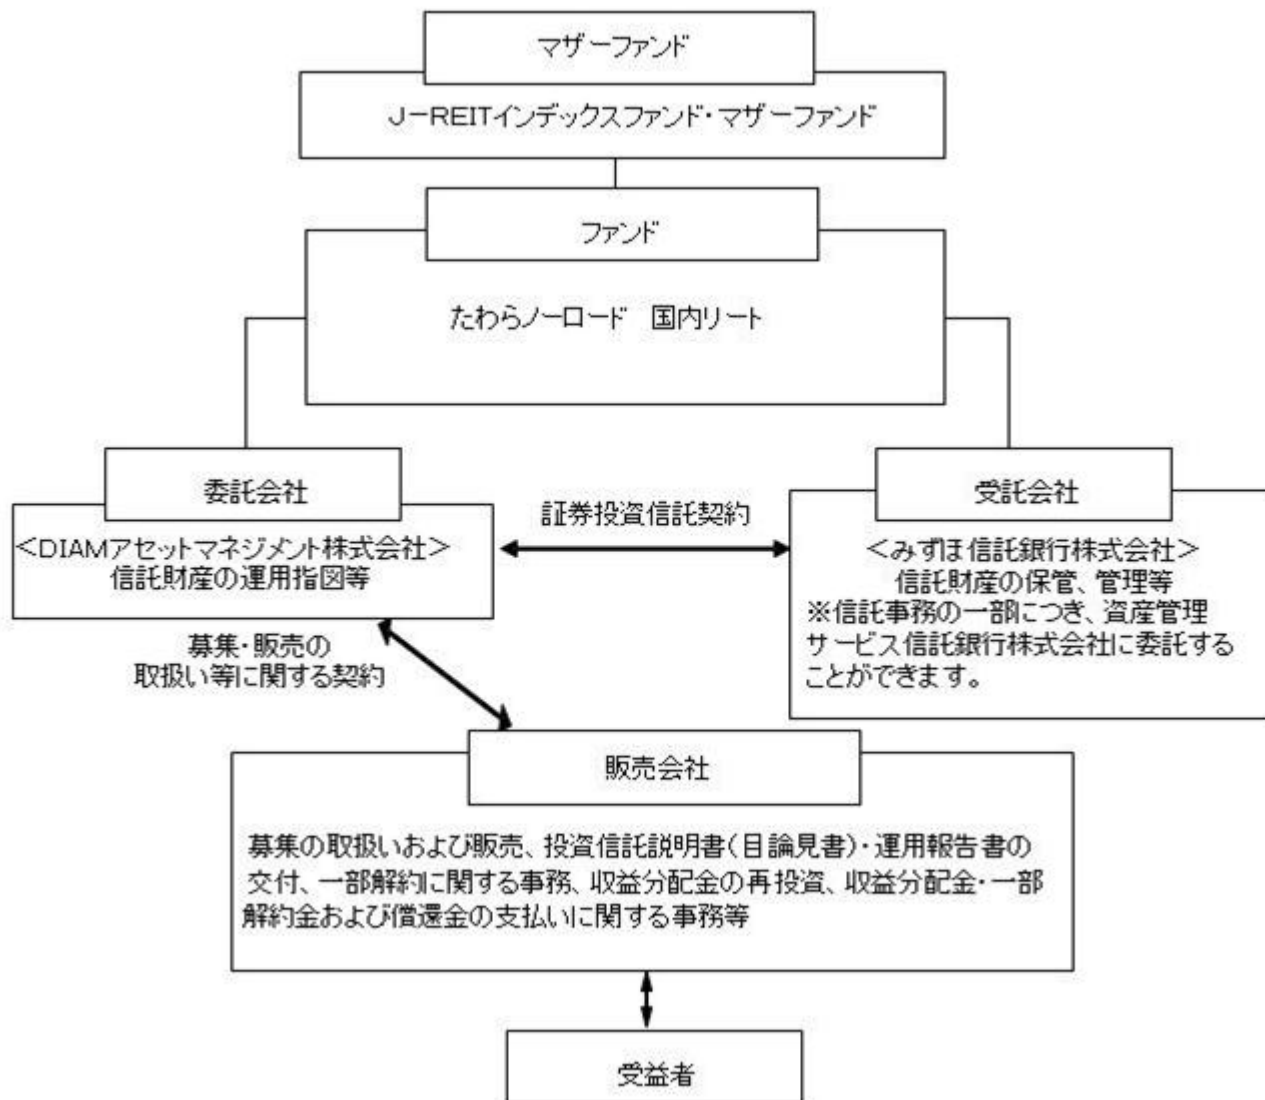 マザーファンド
J-REITインデックスファンド・マザーファンド
ファンド
たわらノーロード　国内リート
委託会社
<DIAMアセットマネジメント株式会社>
信託財産の運用指図等
証券投資信託契約
受託会社
<みずほ信託銀行株式会社>
信託財産の保管、管理等
※信託事務の一部につき、資産管理
サービス信託銀行株式会社に委託する
ことができます。
募集・販売の
取扱い等に関する契約
販売会社
募集の取扱いおよび販売、投資信託説明書(目論見書)・運用報告書の
交付、一部解約に関する事務、収益分配金の再投資、収益分配金・一部
解約金および償還金の支払いに関する事務等
受益者